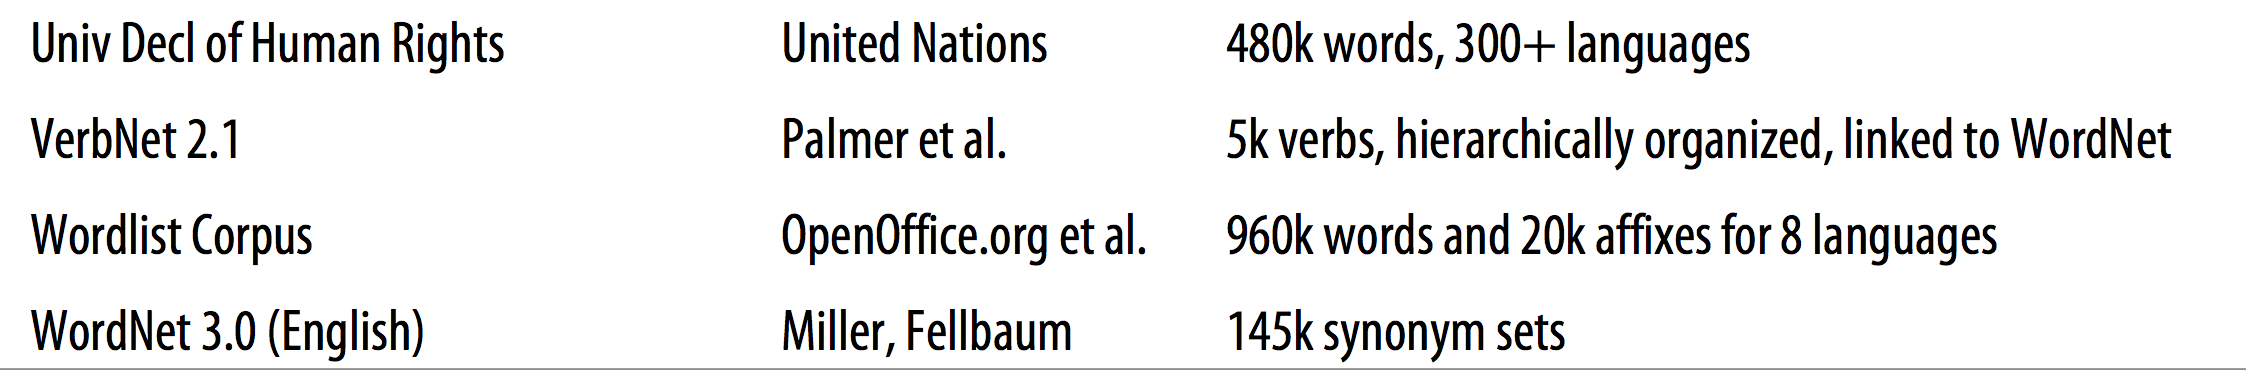 Univ Decl of Human Rights United Nations 480k words, 300+ languages
VerbNet 2.1 Palmer et al. 5k verbs, hierarchically organized, linked to WordNet
Wordlist Corpus OpenOffice.org et al. 960k words and 20k affixes for 8 languages
WordNet 3.0 (English) Miller, Fellbaum 145k synonym sets